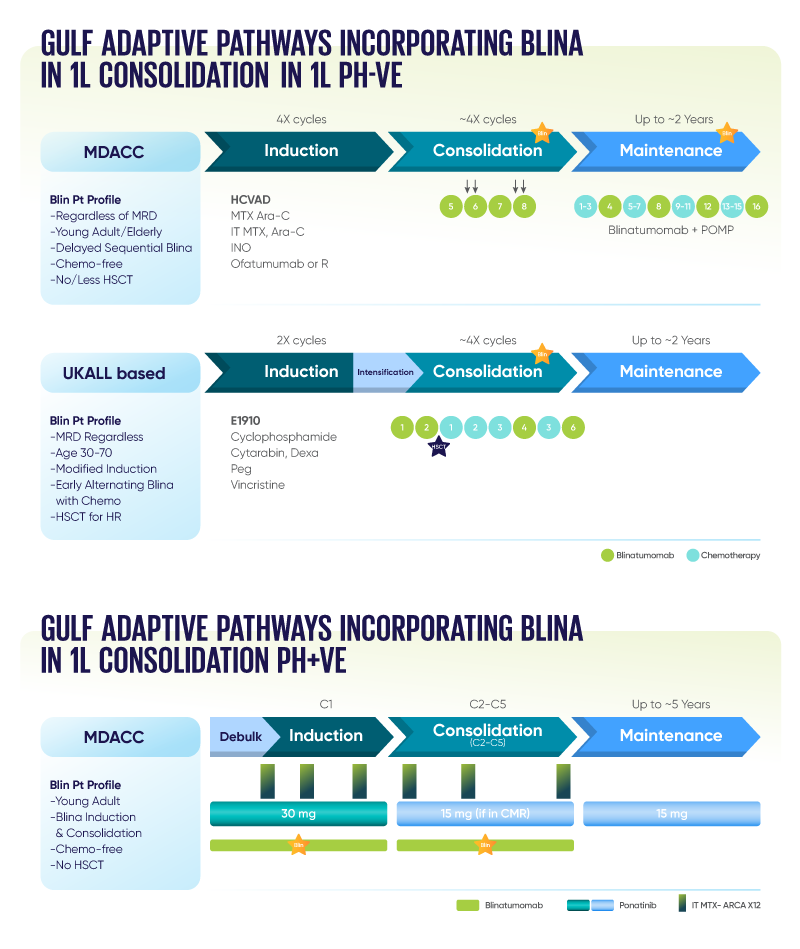 GULF ADAPTIVE PATHWAYS INCORPORATING BLINA
IN 1L CONSOLIDATION IN 1L PH-VE
4X cycles
~4X cycles
Up to ~2 Years
MDACC
Induction
Consolidation
Blin
Maintenance
Blin
Blin Pt Profile
-Regardless of MRD
-Young Adult/Elderly
-Delayed Sequential Blina
-Chemo-free
-No/Less HSCT
HCVAD
MTX Ara-C
IT MTX, Ara-C
INO
Ofatumumab or R
5 6 7 8
1-3 4 5-7 8 9-11 12 13-15 16
Blinatumomab + POMP
2X cycles
~4X cycles
Up to ~2 Years
UKALL based
Induction
Intensification
Consolidation
Blin
Maintenance
Blin Pt Profile
-MRD Regardless
-Age 30-70
-Modified Induction
-Early Alternating Blina
with Chemo
-HSCT for HR
E1910
Cyclophosphamide
Cytarabin, Dexa
Peg
Vincristine
1 2 1 2 3 4 3 6
HSCT
Blinatumomab
Chemotherapy
GULF ADAPTIVE PATHWAYS INCORPORATING BLINA
IN 1L CONSOLIDATION PH+VE
C1
C2-C5
Up to ~5 Years
MDACC
Debulk
Induction
Consolidation
(C2-C5)
Maintenance
Blin Pt Profile
-Young Adult
-Blina Induction
& Consolidation
-Chemo-free
-No HSCT
30 mg
15 mg (if in CMR)
15 mg
Blin
Blin
Blinatumomab
Ponatinib
IT MTX- ARCA X12